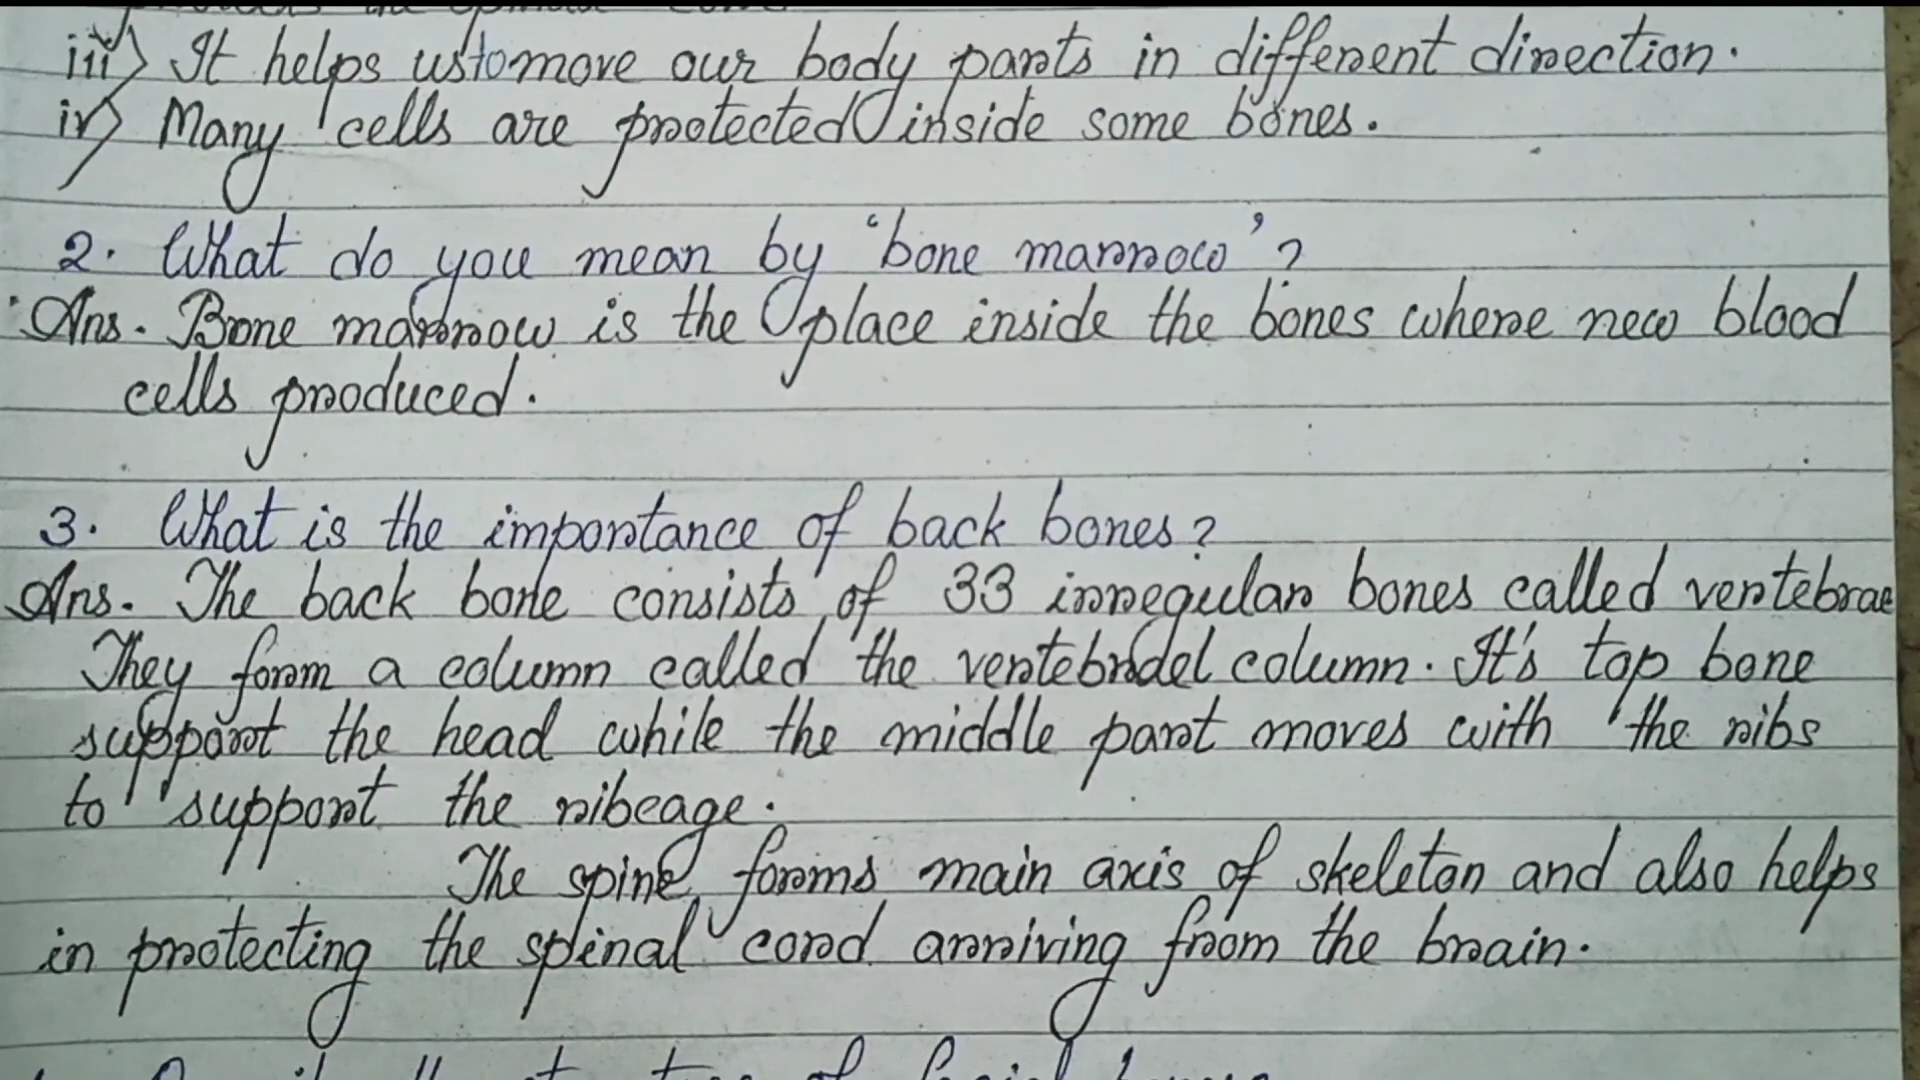 iii) It helps us to move our body parts in different direction.
iv) Many cells are protected inside some bones.
2. What do you mean by 'bone marrow'?
Ans. Bone marrow is the place inside the bones where new blood
cells produced.
3. What is the importance of back bones?
Ans. The back bone consists of 33 irregular bones called vertebrae
They form a column called the vertebral column. It's top bone
support the head while the middle part moves with the ribs
to support the ribcage.
The spine forms main axis of skeleton and also helps
in protecting the spinal cord arriving from the brain.